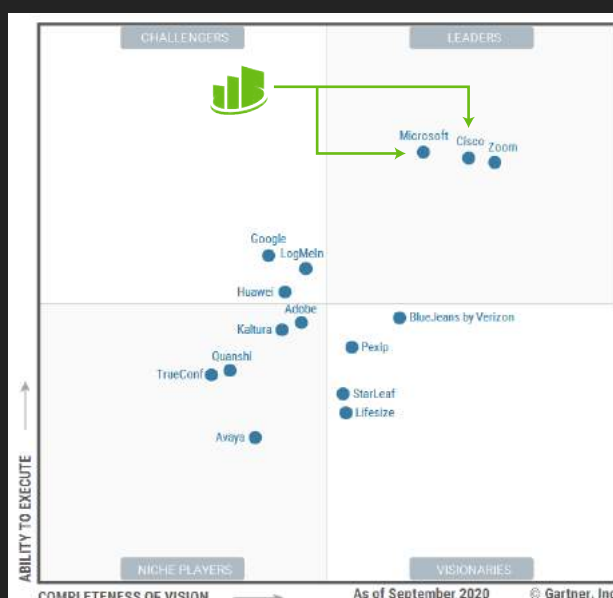 CHALLENGERS
LEADERS
Microsoft
Cisco
Zoom
Google
LogMeIn
Huawei
Adobe
Kaltura
BlueJeans by Verizon
Pexip
Quanshi
TrueConf
StarLeaf
Lifesize
Avaya
ABILITY TO EXECUTE
NICHE PLAYERS
VISIONARIES
COMPLETENESS OF VISION
As of September 2020
© Gartner, Inc